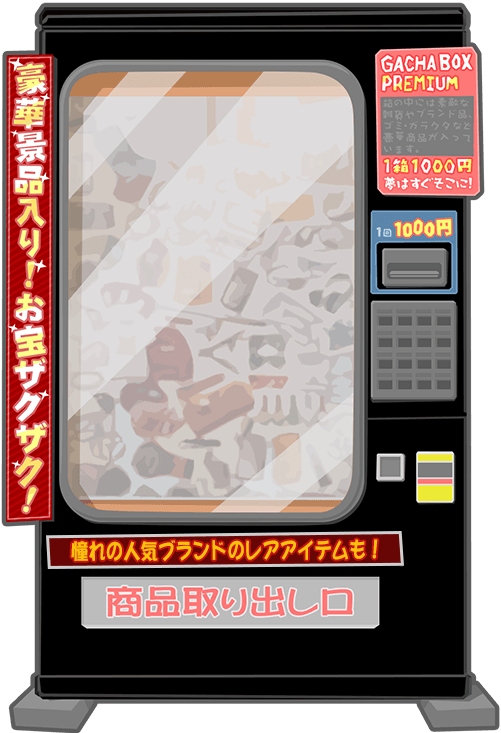 豪華景品入り！お宝ザクザク！
GACHA BOX
PREMIUM
箱の中には素敵な
雑貨やブランド品、
ゴミ・ガラクタなど
豪華商品が入って
います。
1箱1000円
夢はすぐそこに!
1回1000円
憧れの人気ブランドのレアアイテムも！
商品取り出し口